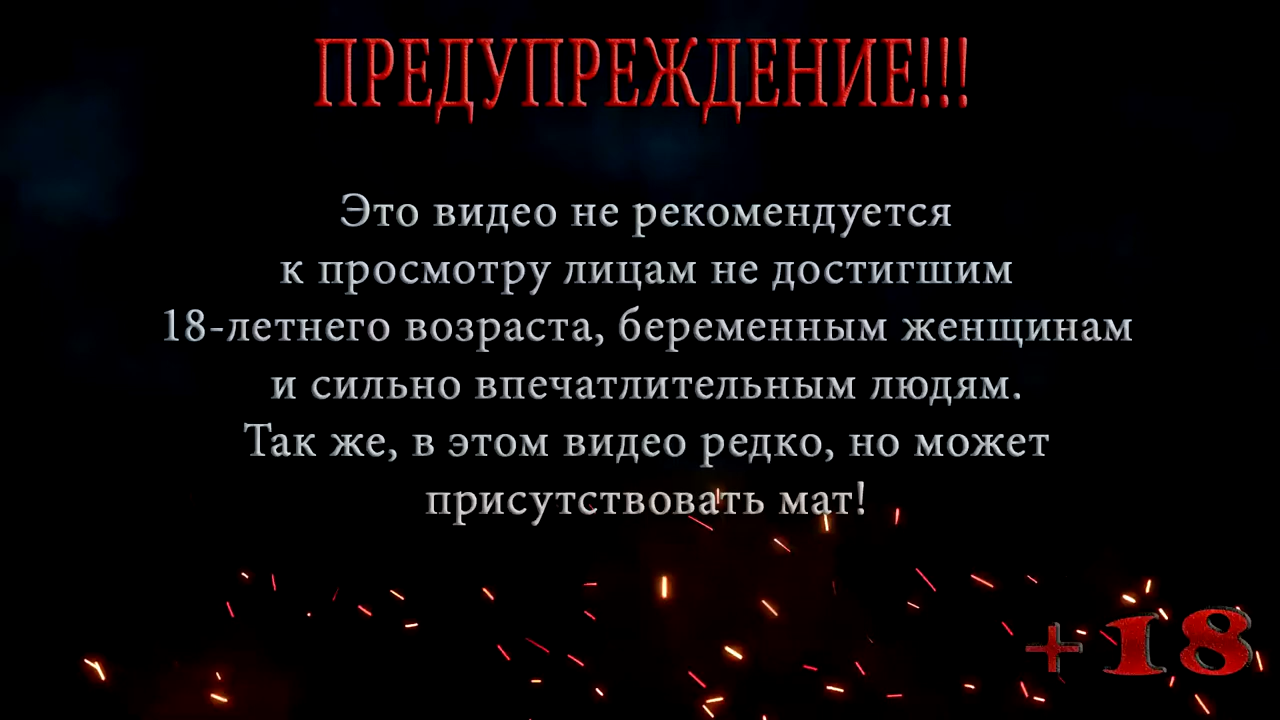 ПРЕДУПРЕЖДЕНИЕ!!!
Это видео не рекомендуется
к просмотру лицам не достигшим
18-летнего возраста, беременным женщинам
и сильно впечатлительным людям.
Так же, в этом видео редко, но может
присутствовать мат!
+18